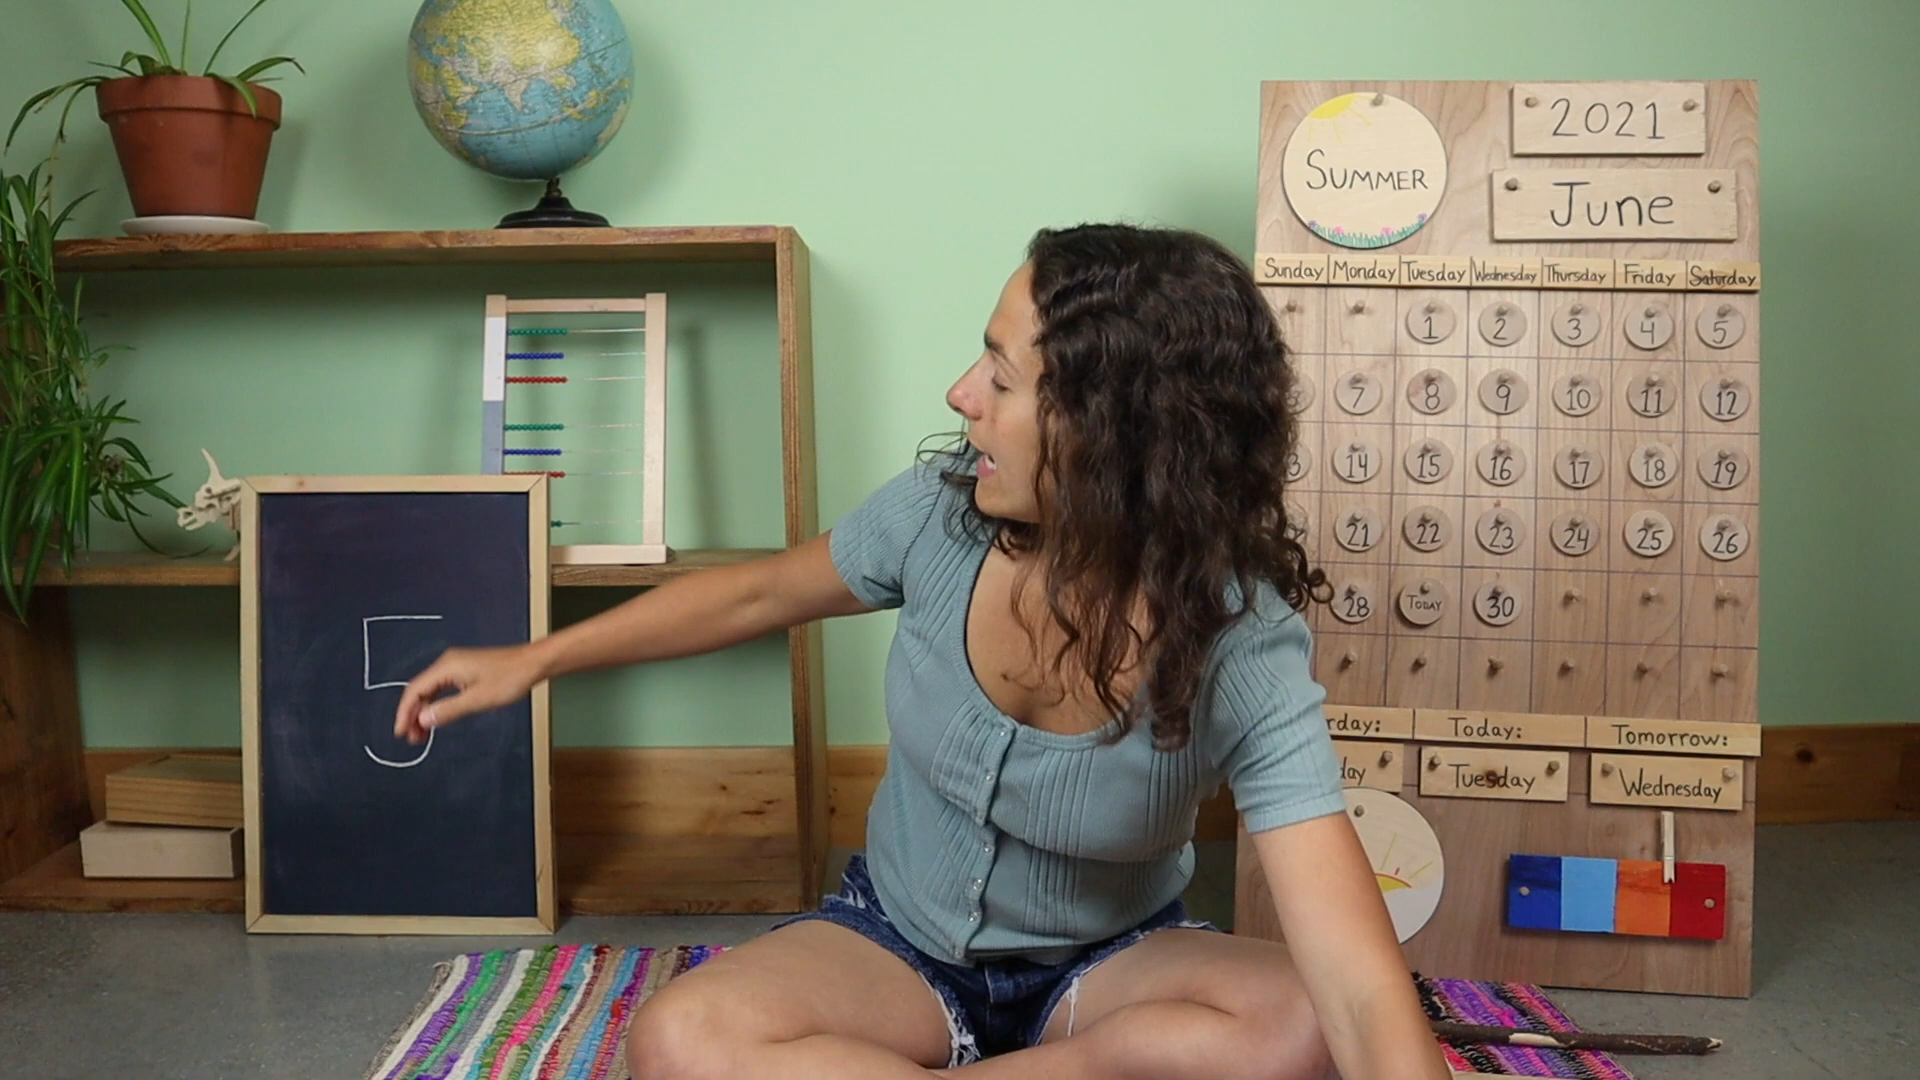 2021
SUMMER
June
Sunday Monday Tuesday Wednesday Thursday Friday Saturday
1 2 3 4 5
7 8 9 10 11 12
14 15 16 17 18 19
21 22 23 24 25 26
28 TODAY 30
5
rday: Today: Tomorrow:
day Tuesday Wednesday